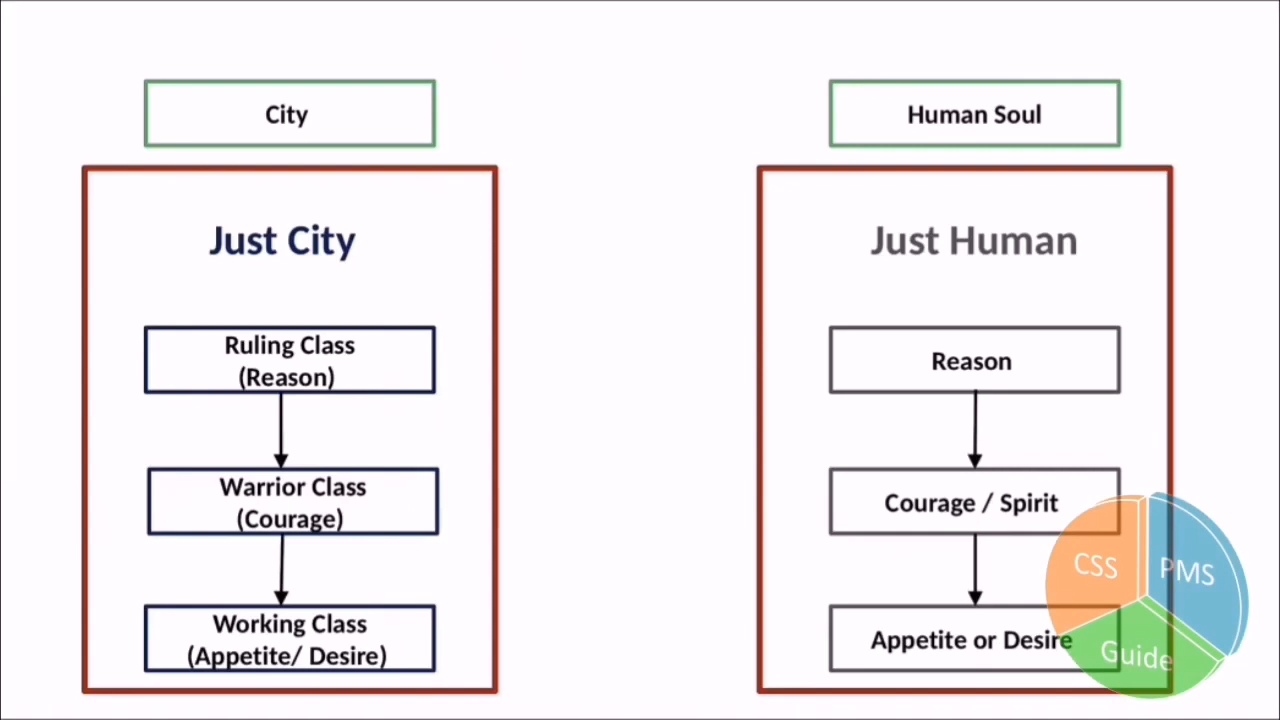 City
Just City
Ruling Class
(Reason)
Warrior Class
(Courage)
Working Class
(Appetite/ Desire)
Human Soul
Just Human
Reason
Courage / Spirit
Appetite or Desire
CSS
PMS
Guide